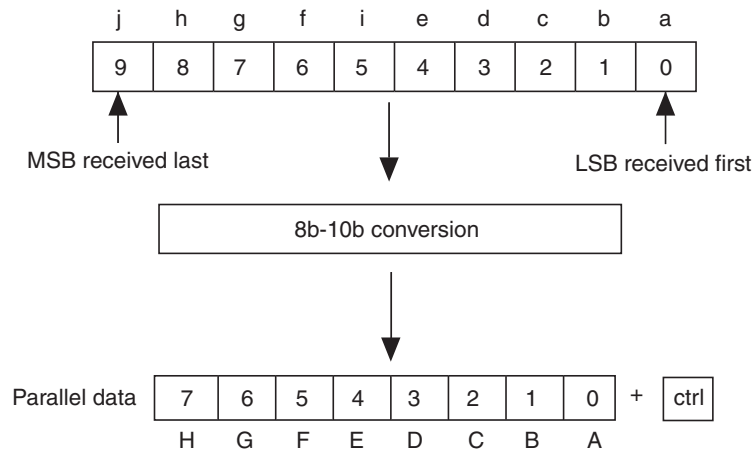 j h g f i e d c b a
9 8 7 6 5 4 3 2 1 0
MSB received last
LSB received first
8b-10b conversion
Parallel data 7 6 5 4 3 2 1 0 + ctrl
H G F E D C B A